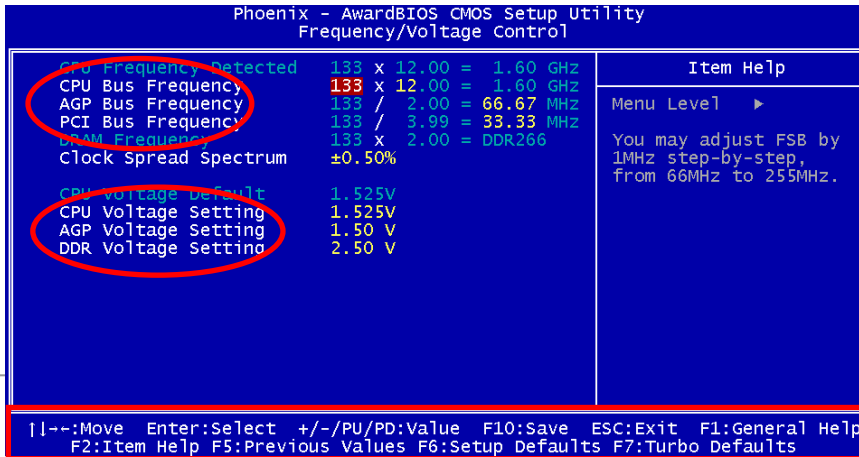 Phoenix - AwardBIOS CMOS Setup Utility
Frequency/Voltage Control
CPU Frequency Detected 133 x 12.00 = 1.60 GHz
CPU Bus Frequency 133 x 12.00 = 1.60 GHz
AGP Bus Frequency 133 / 2.00 = 66.67 MHz
PCI Bus Frequency 133 / 3.99 = 33.33 MHz
DRAM Frequency 133 x 2.00 = DDR266
Clock Spread Spectrum ±0.50%
CPU Voltage Default 1.525V
CPU Voltage Setting 1.525V
AGP Voltage Setting 1.50 V
DDR Voltage Setting 2.50 V
Item Help
Menu Level ▶
You may adjust FSB by
1MHz step-by-step,
from 66MHz to 255MHz.
↑↓→←:Move Enter:Select +/-/PU/PD:Value F10:Save ESC:Exit F1:General Help
F2:Item Help F5:Previous Values F6:Setup Defaults F7:Turbo Defaults